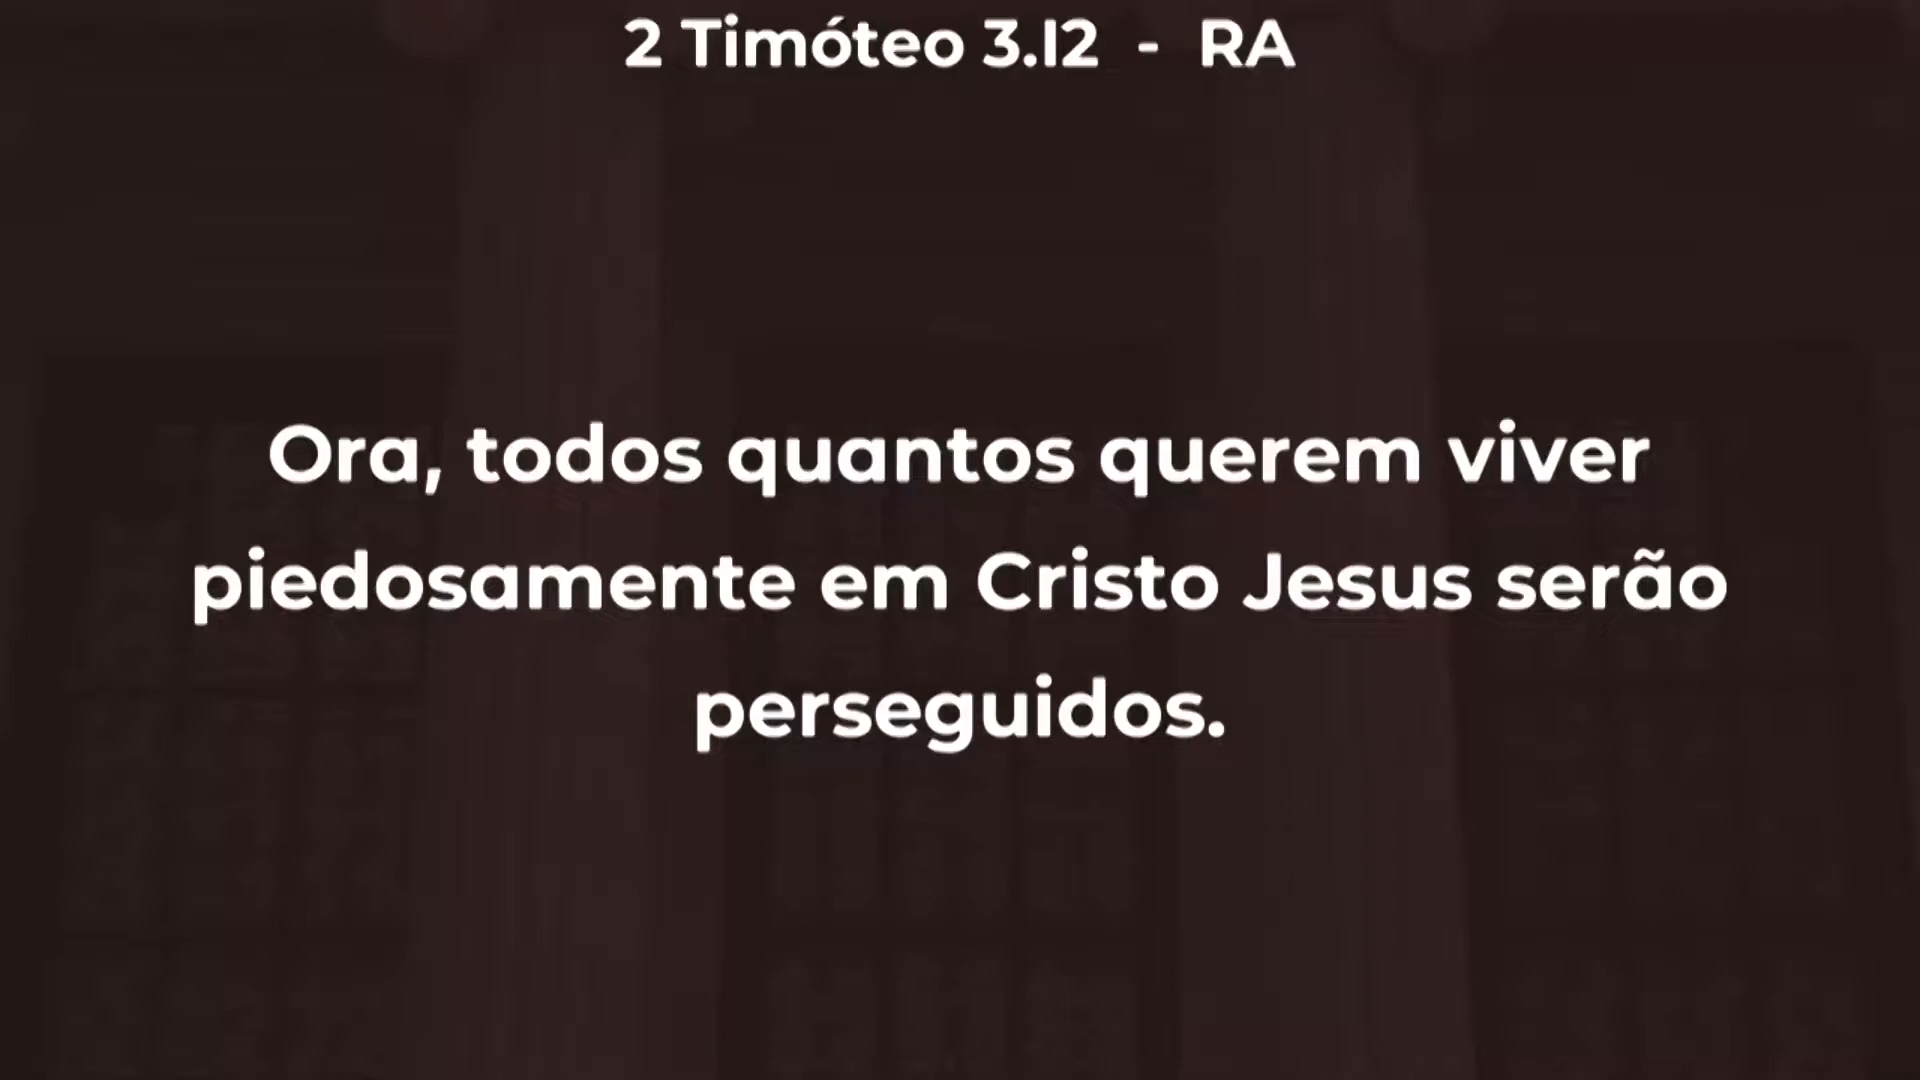 2 Timóteo 3.12 - RA
Ora, todos quantos querem viver
piedosamente em Cristo Jesus serão
perseguidos.